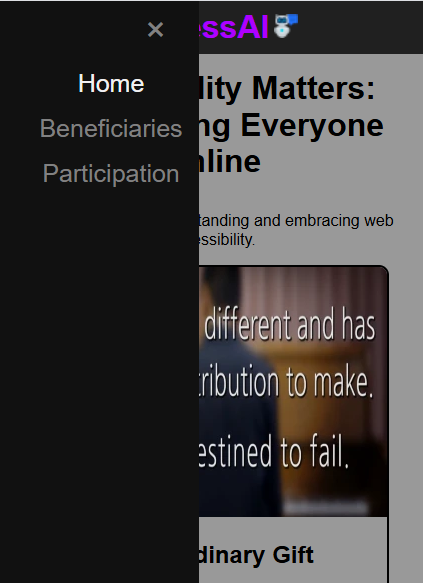 ×
Home
Beneficiaries
Participation
essAI
lity Matters:
ng Everyone
nline
tanding and embracing web
essibility.
different and has
tribution to make.
estined to fail.
dinary Gift